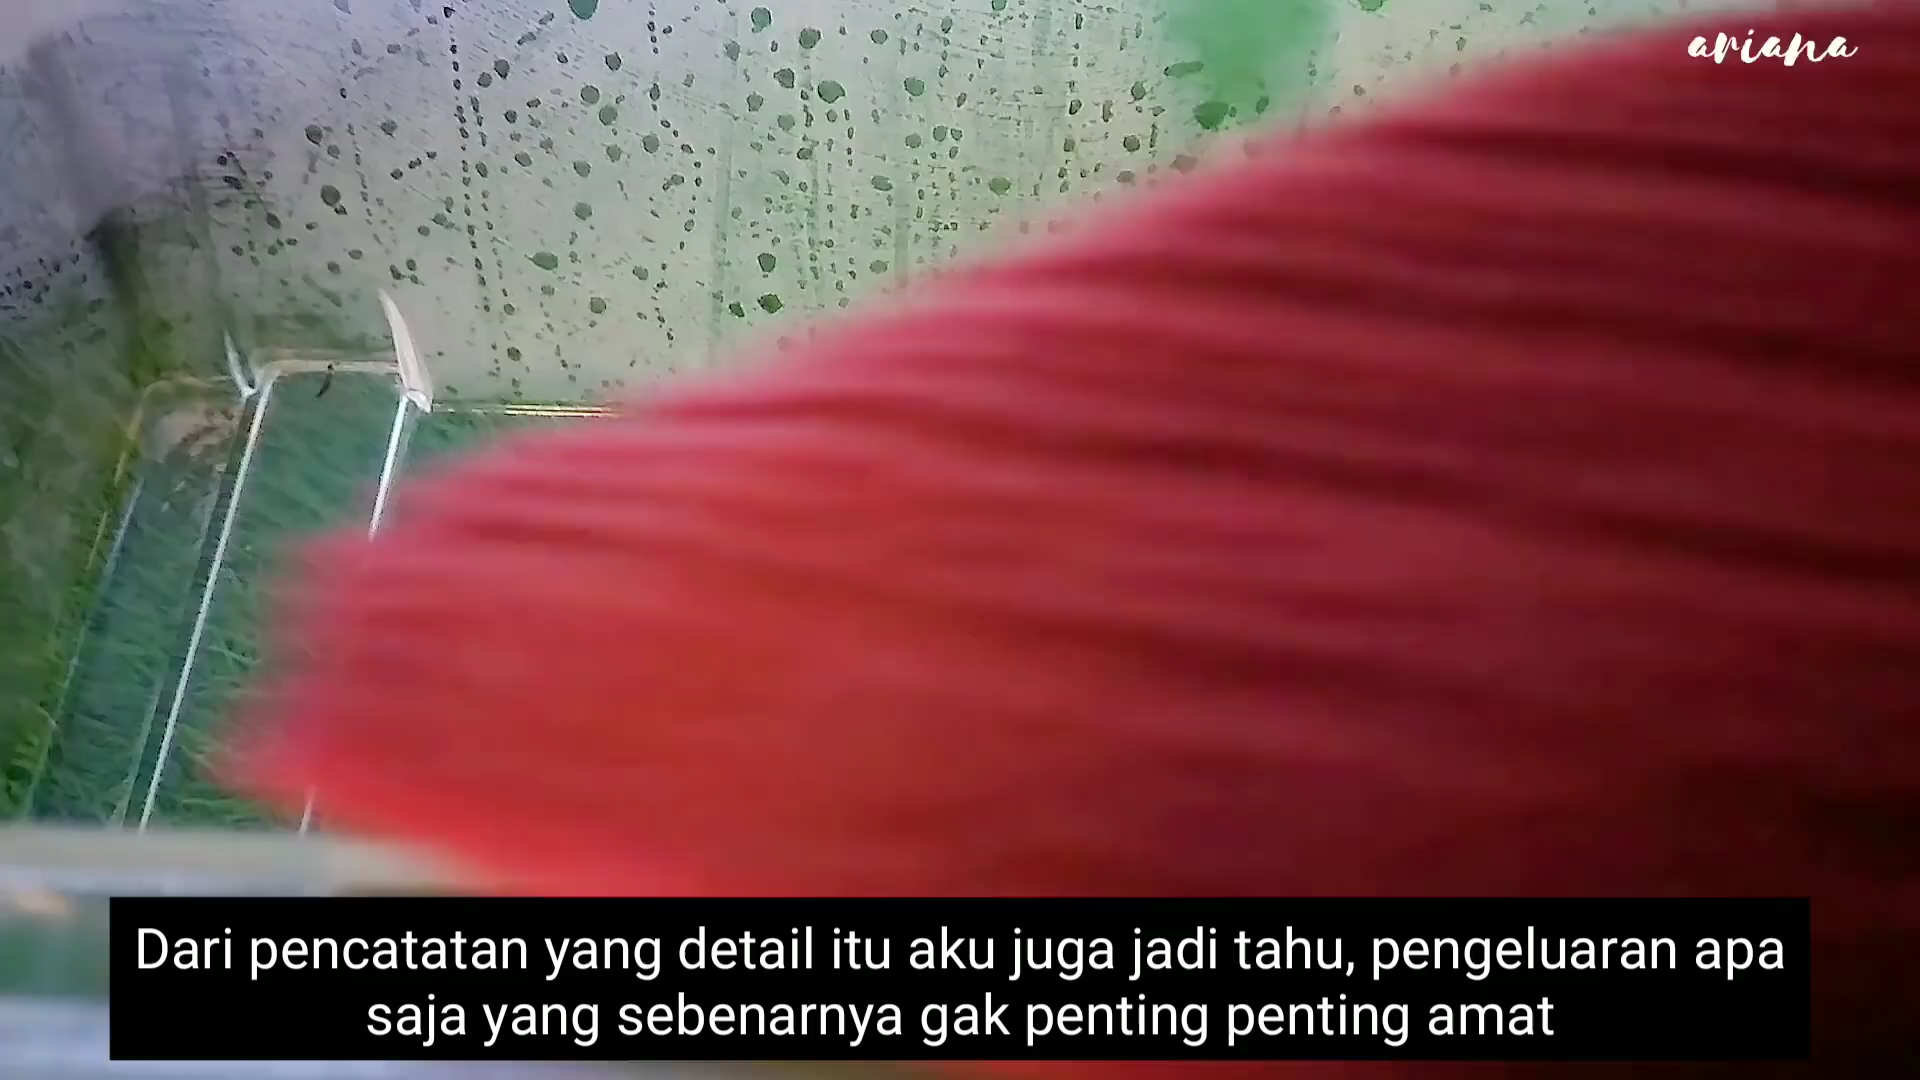 ariana
Dari pencatatan yang detail itu aku juga jadi tahu, pengeluaran apa
saja yang sebenarnya gak penting penting amat